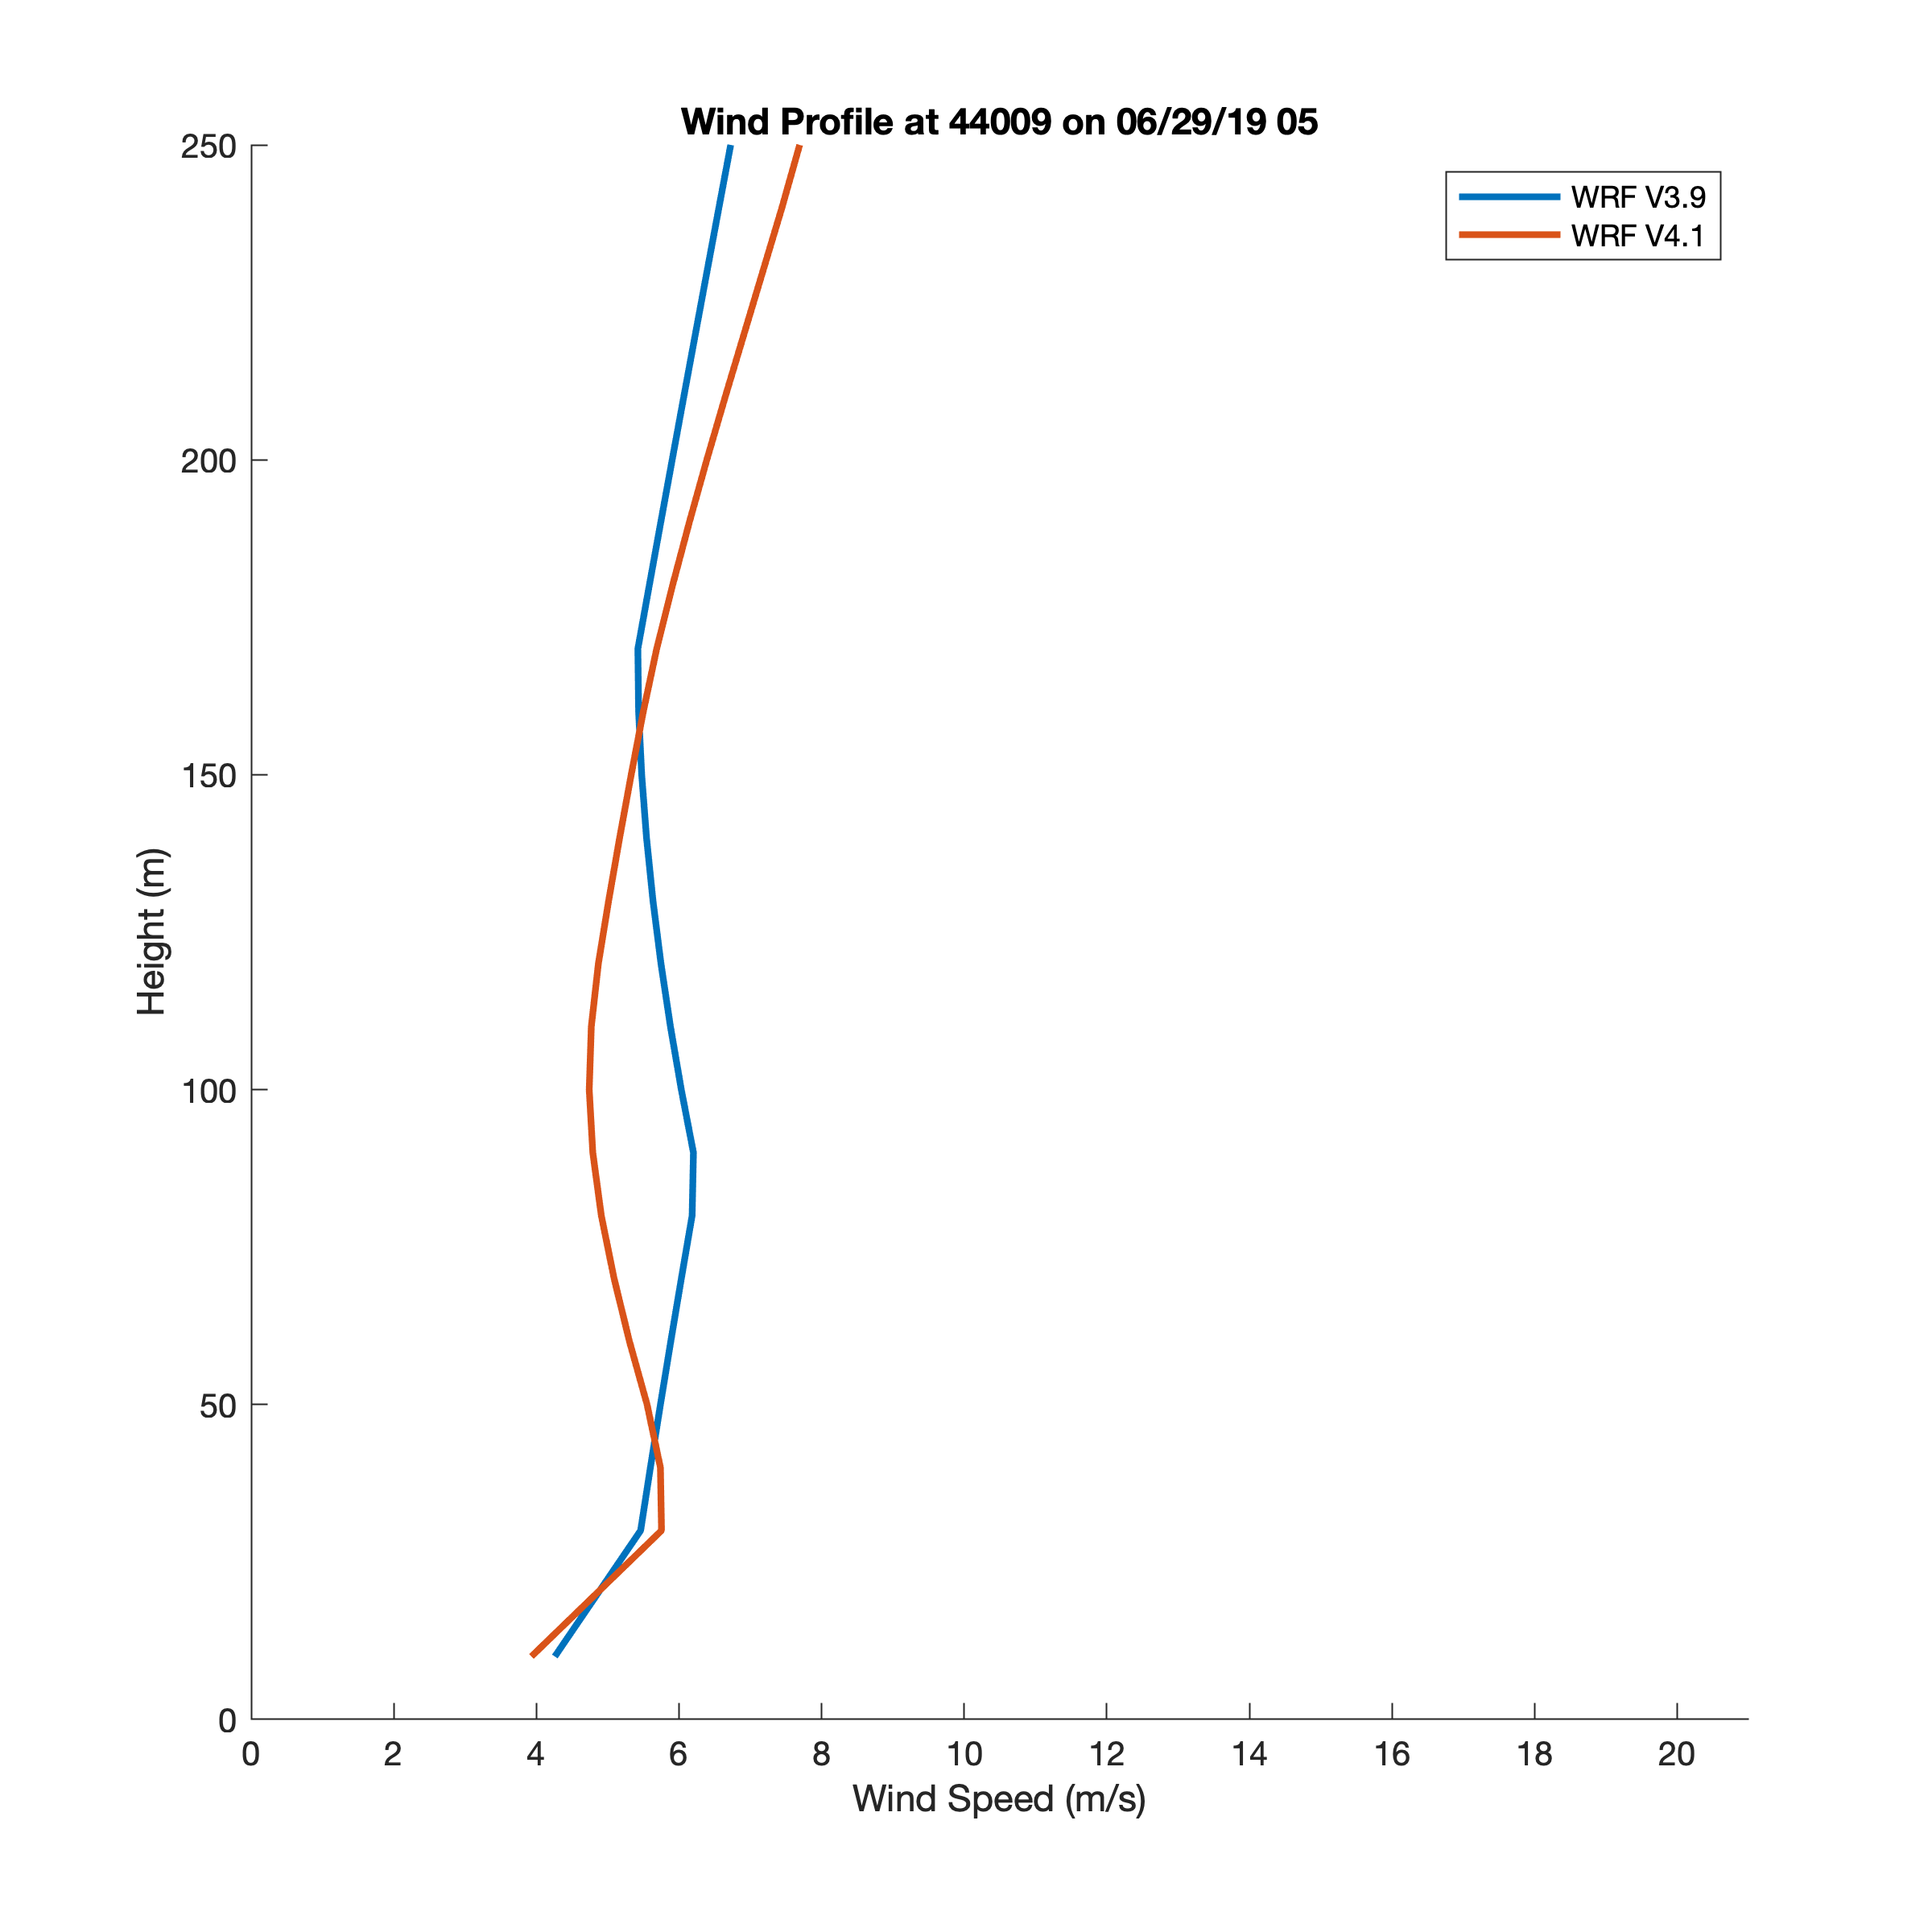 Wind Profile at 44009 on 06/29/19 05
250
200
150
100
50
0
Height (m)
WRF V3.9
WRF V4.1
0 2 4 6 8 10 12 14 16 18 20
Wind Speed (m/s)